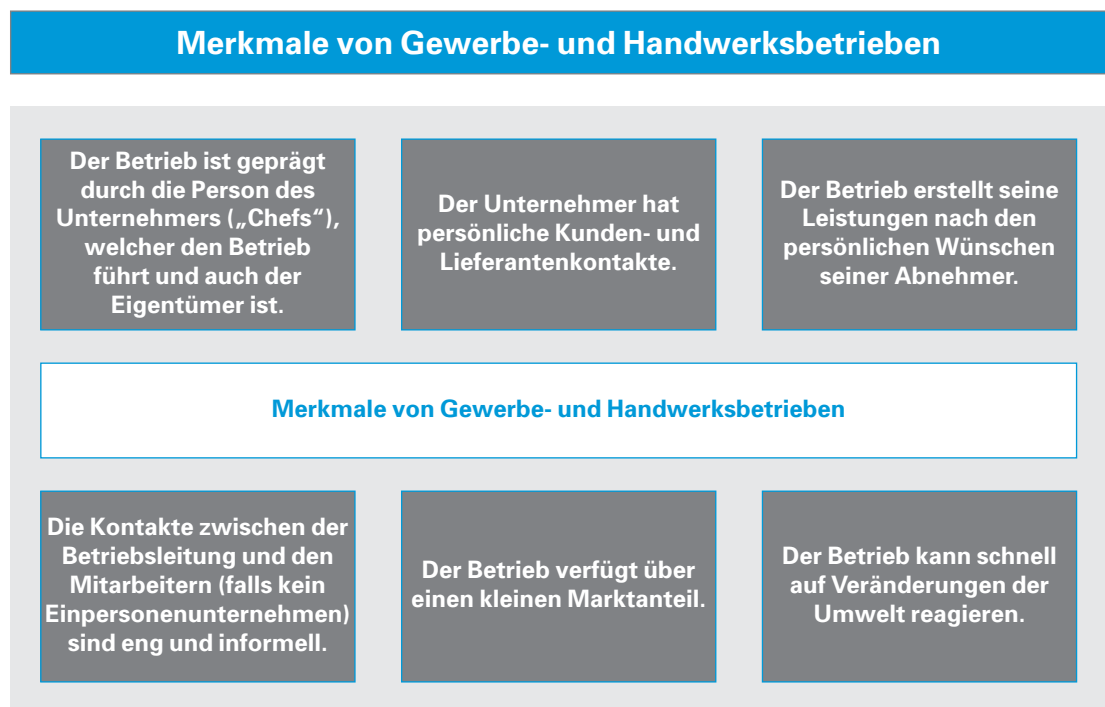 Merkmale von Gewerbe- und Handwerksbetrieben
Der Betrieb ist geprägt
durch die Person des
Unternehmers („Chefs“),
welcher den Betrieb
führt und auch der
Eigentümer ist.
Der Unternehmer hat
persönliche Kunden- und
Lieferantenkontakte.
Der Betrieb erstellt seine
Leistungen nach den
persönlichen Wünschen
seiner Abnehmer.
Merkmale von Gewerbe- und Handwerksbetrieben
Die Kontakte zwischen der
Betriebsleitung und den
Mitarbeitern (falls kein
Einpersonenunternehmen)
sind eng und informell.
Der Betrieb verfügt über
einen kleinen Marktanteil.
Der Betrieb kann schnell
auf Veränderungen der
Umwelt reagieren.